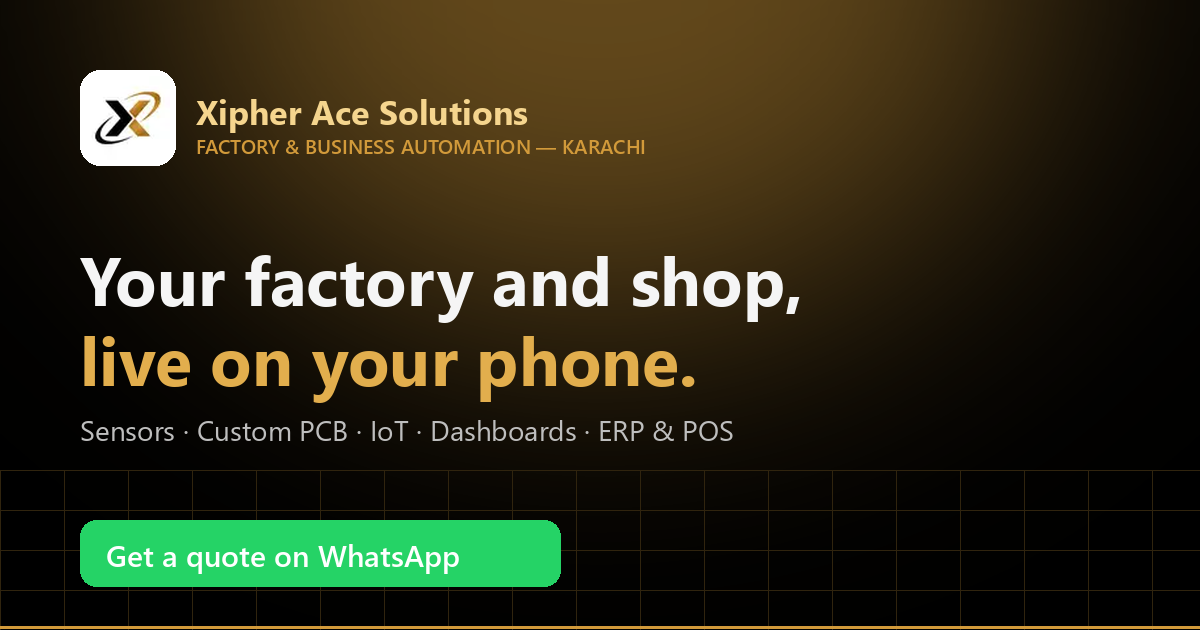 Xipher Ace Solutions
FACTORY & BUSINESS AUTOMATION — KARACHI
Your factory and shop,
live on your phone.
Sensors · Custom PCB · IoT · Dashboards · ERP & POS
Get a quote on WhatsApp